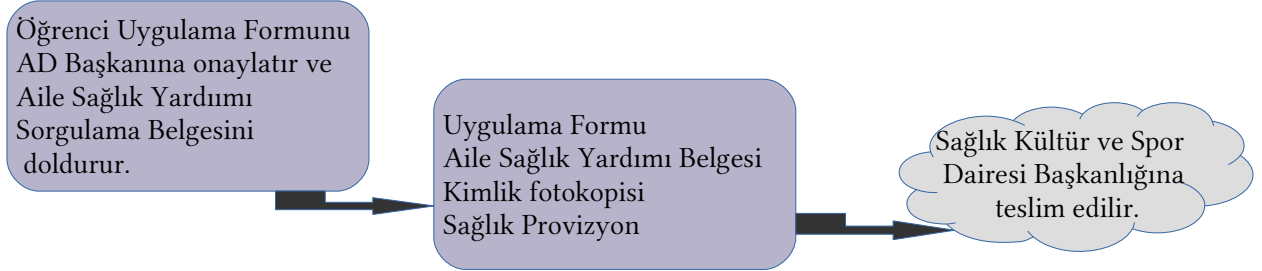 Öğrenci Uygulama Formunu
AD Başkanına onaylatır ve
Aile Sağlık Yardıımı
Sorgulama Belgesini
doldurur.
Uygulama Formu
Aile Sağlık Yardımı Belgesi
Kimlik fotokopisi
Sağlık Provizyon
Sağlık Kültür ve Spor
Dairesi Başkanlığına
teslim edilir.